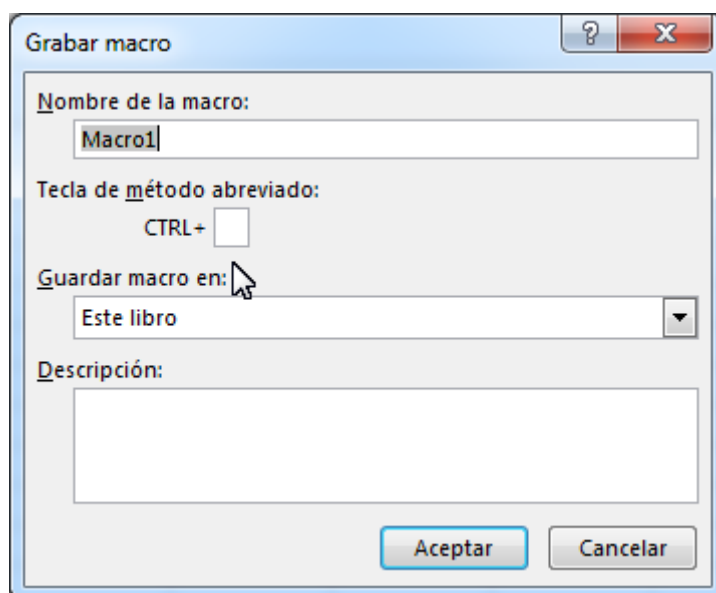 Grabar macro
Nombre de la macro:
Macro1
Tecla de método abreviado:
CTRL+
Guardar macro en:
Este libro
Descripción:
Aceptar Cancelar